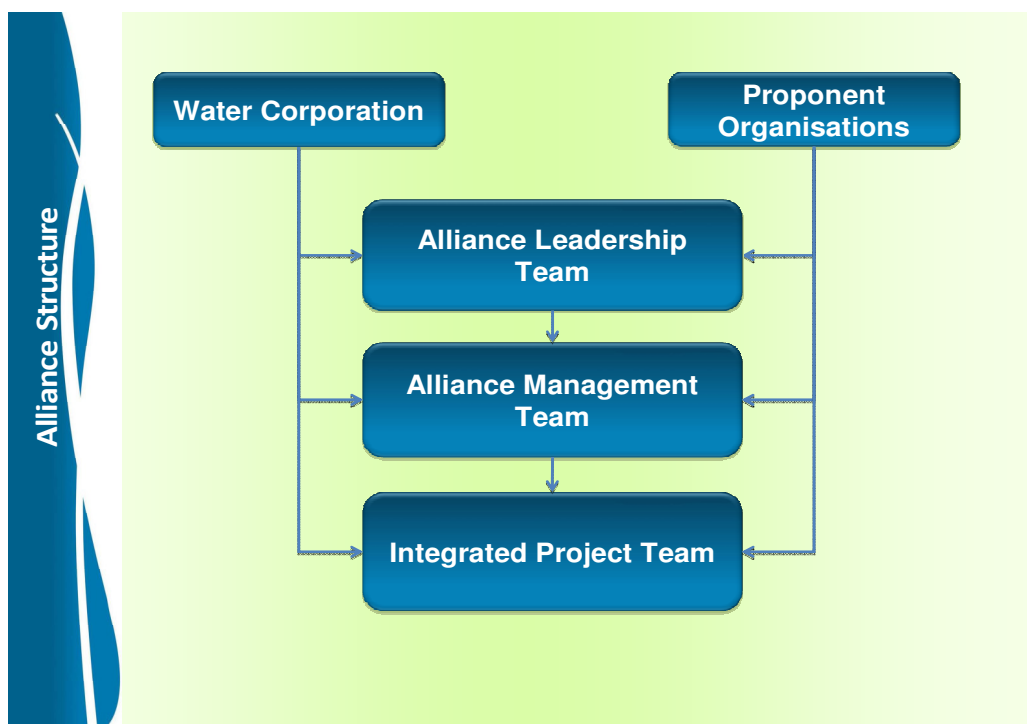 Alliance Structure
Water Corporation
Proponent
Organisations
Alliance Leadership
Team
Alliance Management
Team
Integrated Project Team